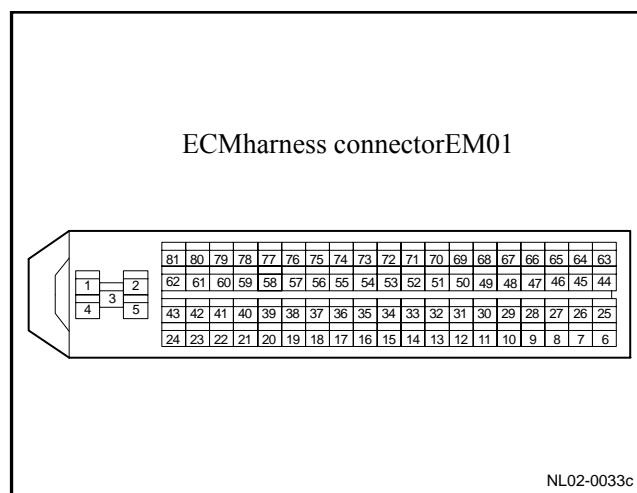 ECMharness connectorEM01
81 80 79 78 77 76 75 74 73 72 71 70 69 68 67 66 65 64 63
1 2 62 61 60 59 58 57 56 55 54 53 52 51 50 49 48 47 46 45 44
3
4 5 43 42 41 40 39 38 37 36 35 34 33 32 31 30 29 28 27 26 25
24 23 22 21 20 19 18 17 16 15 14 13 12 11 10 9 8 7 6
NL02-0033c